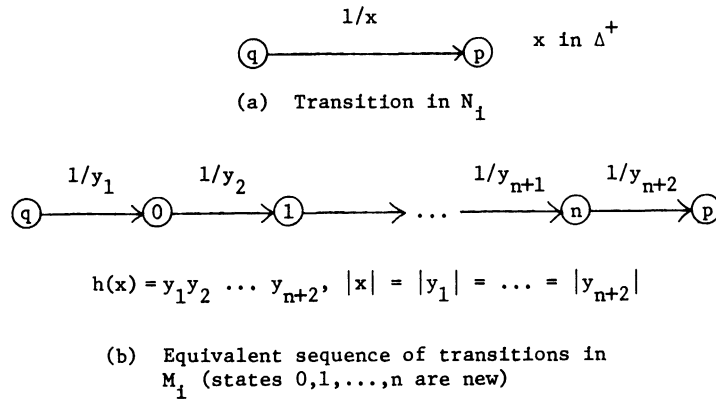 1/x
q p x in Δ⁺
(a) Transition in Nᵢ
1/y₁ 1/y₂ 1/yₙ₊₁ 1/yₙ₊₂
q 0 1 ... n p
h(x) = y₁y₂ ... yₙ₊₂, |x| = |y₁| = ... = |yₙ₊₂|
(b) Equivalent sequence of transitions in
Mᵢ (states 0,1,...,n are new)